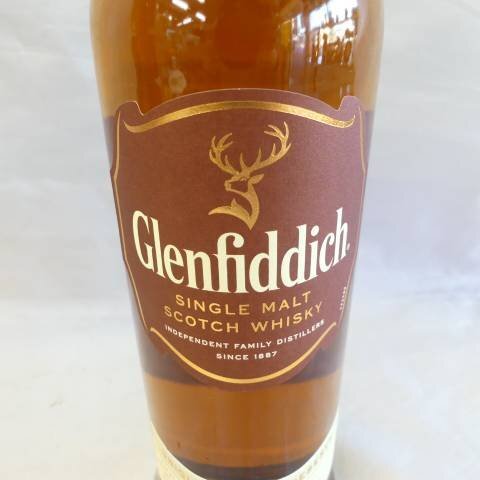 Glenfiddich.
SINGLE MALT
SCOTCH WHISKY
INDEPENDENT FAMILY DISTILLERS
SINCE 1887